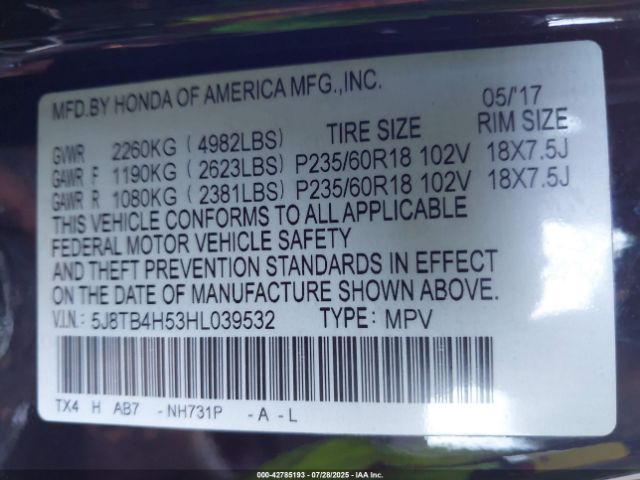 MFD.BY HONDA OF AMERICA MFG.,INC.
05/'17
GVWR 2260KG ( 4982LBS) TIRE SIZE RIM SIZE
GAWR F 1190KG ( 2623LBS) P235/60R18 102V 18X7.5J
GAWR R 1080KG ( 2381LBS) P235/60R18 102V 18X7.5J
THIS VEHICLE CONFORMS TO ALL APPLICABLE
FEDERAL MOTOR VEHICLE SAFETY
AND THEFT PREVENTION STANDARDS IN EFFECT
ON THE DATE OF MANUFACTURE SHOWN ABOVE.
V.I.N.: 5J8TB4H53HL039532 TYPE: MPV
TX4 H AB7 -NH731P -A-L
000-42785193 - 07/28/2025 - IAA Inc.